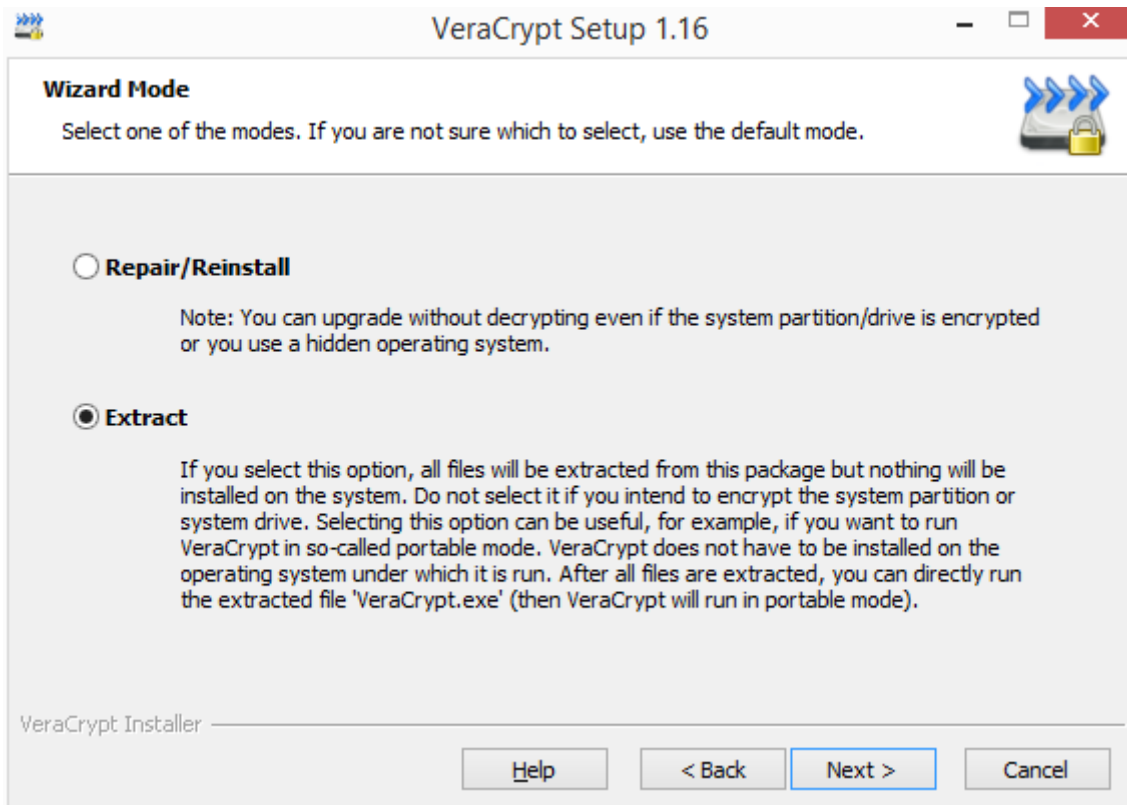 VeraCrypt Setup 1.16
Wizard Mode
Select one of the modes. If you are not sure which to select, use the default mode.
Repair/Reinstall
Note: You can upgrade without decrypting even if the system partition/drive is encrypted
or you use a hidden operating system.
Extract
If you select this option, all files will be extracted from this package but nothing will be
installed on the system. Do not select it if you intend to encrypt the system partition or
system drive. Selecting this option can be useful, for example, if you want to run
VeraCrypt in so-called portable mode. VeraCrypt does not have to be installed on the
operating system under which it is run. After all files are extracted, you can directly run
the extracted file 'VeraCrypt.exe' (then VeraCrypt will run in portable mode).
VeraCrypt Installer
Help
< Back
Next >
Cancel